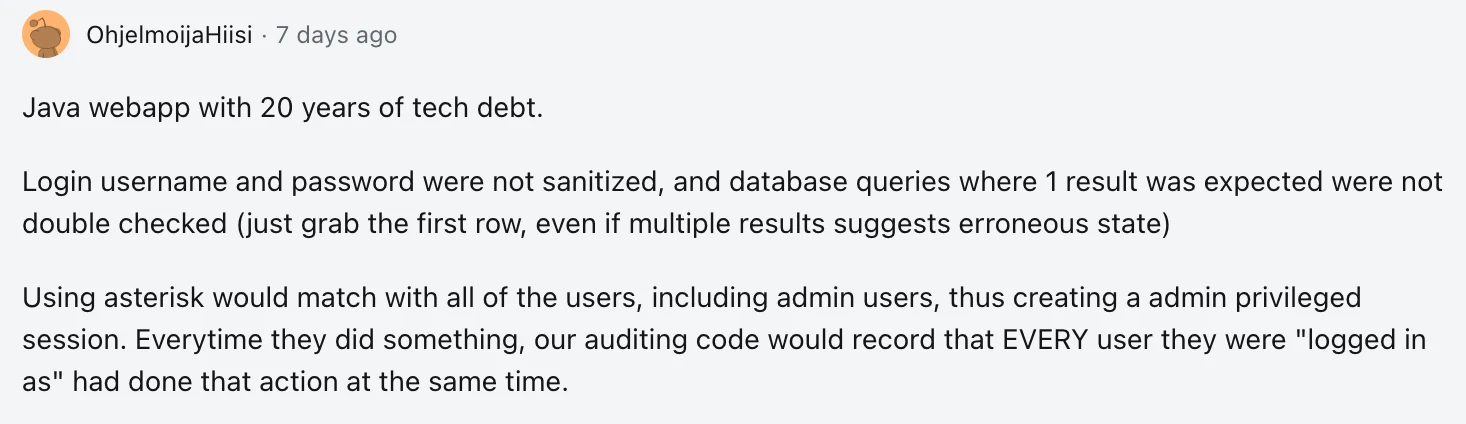 OhjelmoijaHiisi · 7 days ago
Java webapp with 20 years of tech debt.
Login username and password were not sanitized, and database queries where 1 result was expected were not
double checked (just grab the first row, even if multiple results suggests erroneous state)
Using asterisk would match with all of the users, including admin users, thus creating a admin privileged
session. Everytime they did something, our auditing code would record that EVERY user they were "logged in
as" had done that action at the same time.